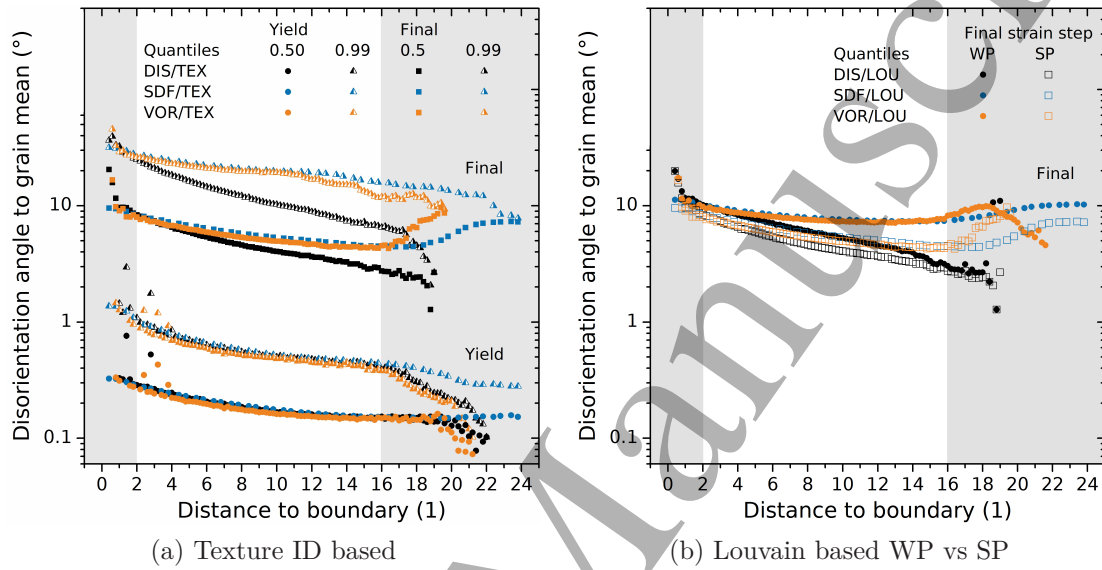 Disorientation angle to grain mean (°)
10
1
0.1
Yield Final
Quantiles 0.50 0.99 0.5 0.99
DIS/TEX
SDF/TEX
VOR/TEX
Final
Yield
0 2 4 6 8 10 12 14 16 18 20 22 24
Distance to boundary (1)
(a) Texture ID based
Disorientation angle to grain mean (°)
10
1
0.1
Final strain step
Quantiles WP SP
DIS/LOU
SDF/LOU
VOR/LOU
Final
0 2 4 6 8 10 12 14 16 18 20 22 24
Distance to boundary (1)
(b) Louvain based WP vs SP
Manuscr